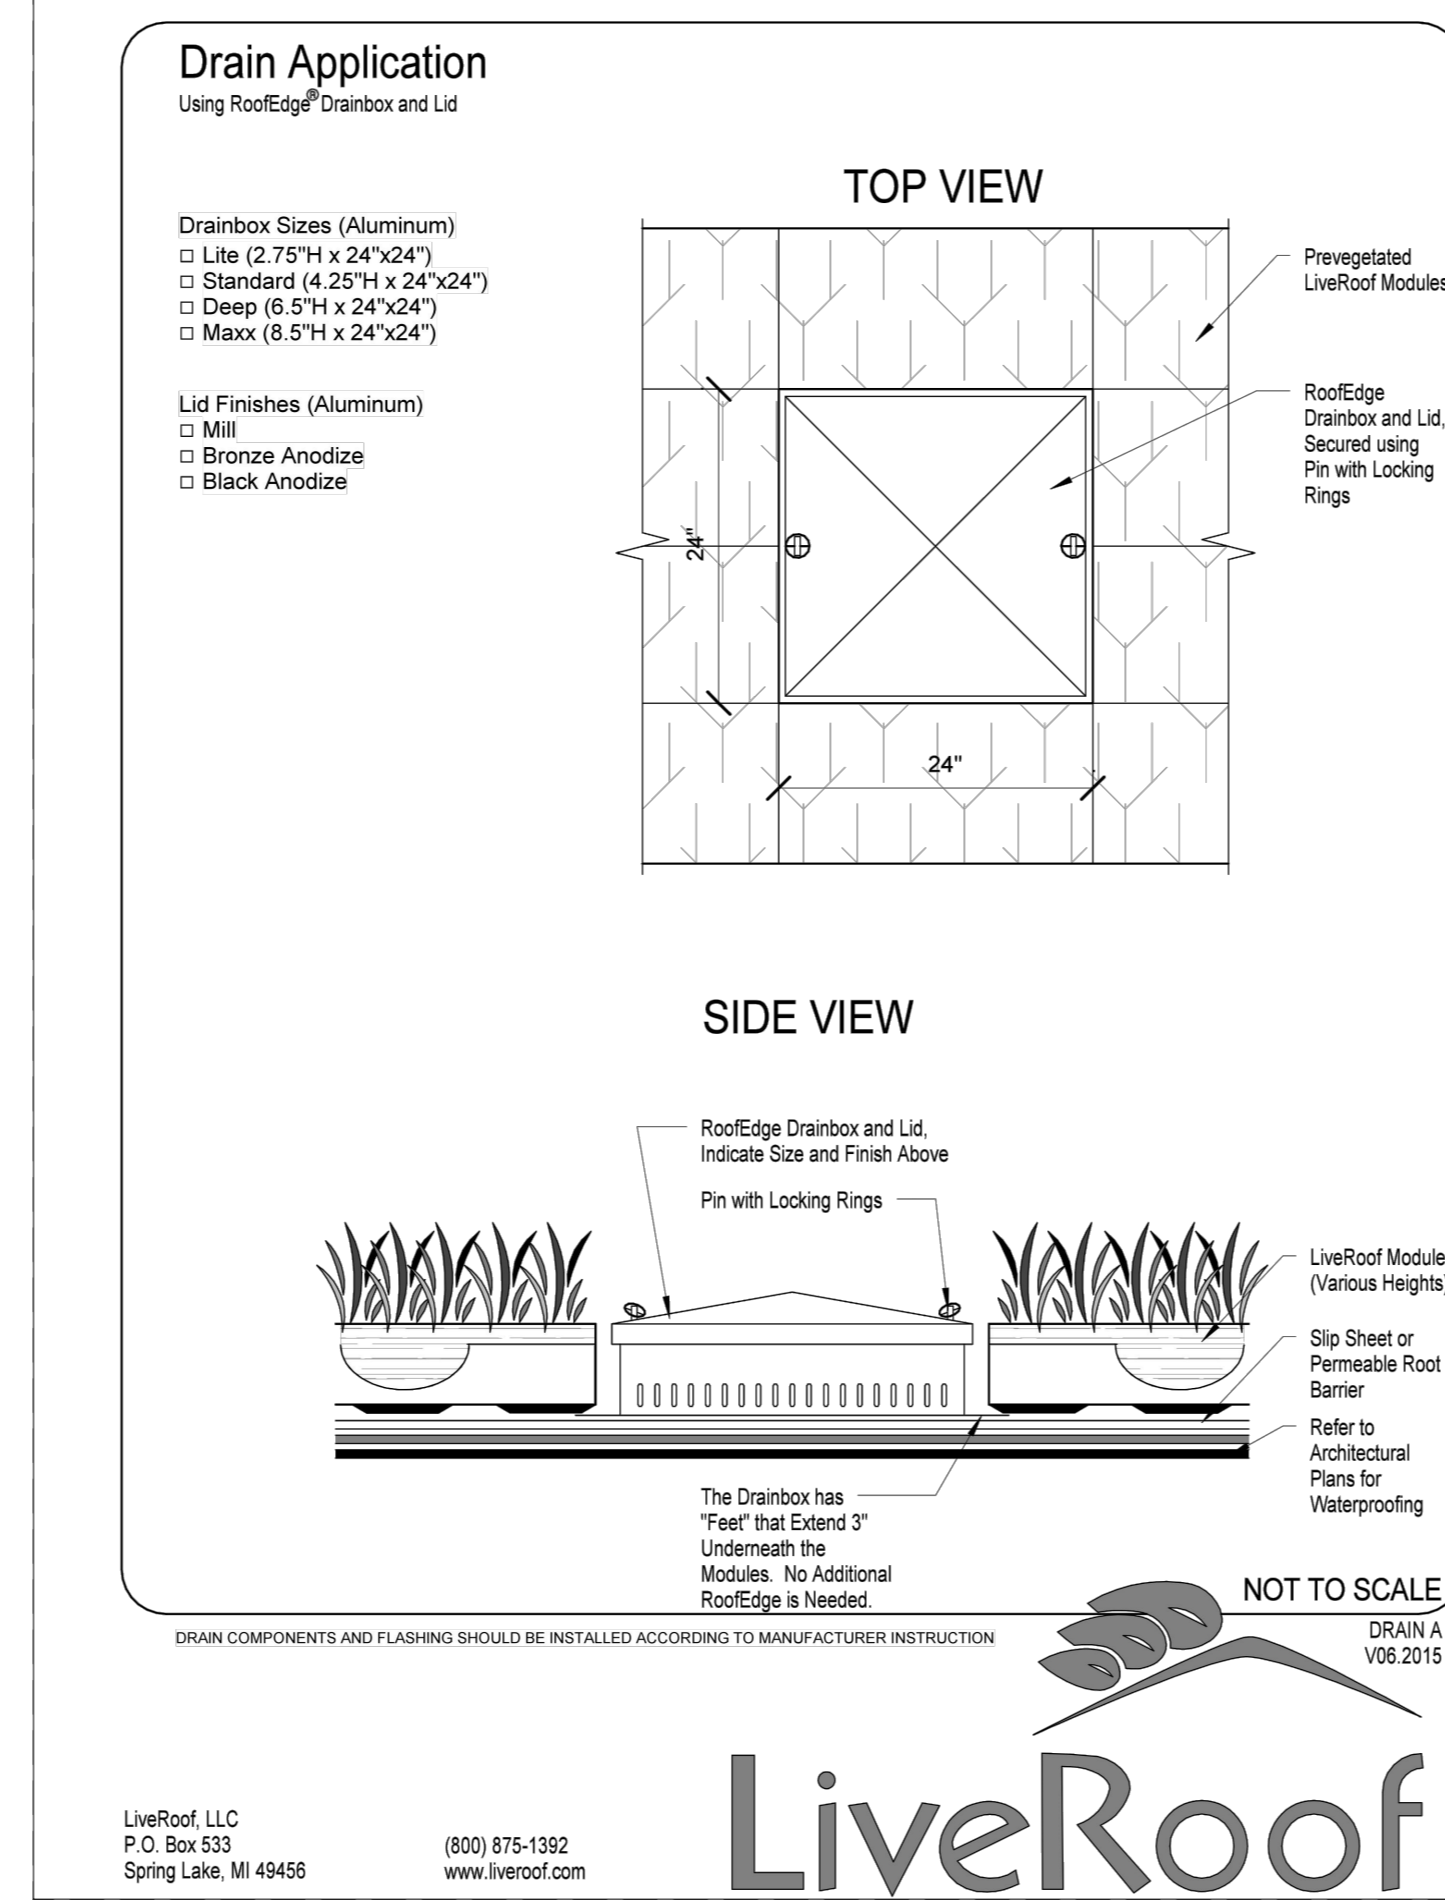 Drain Application
Using RoofEdge® Drainbox and Lid
Drainbox Sizes (Aluminum)
□ Lite (2.75"H x 24"x24")
□ Standard (4.25"H x 24"x24")
□ Deep (6.5"H x 24"x24")
□ Maxx (8.5"H x 24"x24")
Lid Finishes (Aluminum)
□ Mill
□ Bronze Anodize
□ Black Anodize
TOP VIEW
Prevegetated
LiveRoof Modules
RoofEdge
Drainbox and Lid,
Secured using
Pin with Locking
Rings
24"
24"
SIDE VIEW
RoofEdge Drainbox and Lid,
Indicate Size and Finish Above
Pin with Locking Rings
LiveRoof Module
(Various Heights)
Slip Sheet or
Permeable Root
Barrier
Refer to
Architectural
Plans for
Waterproofing
The Drainbox has
"Feet" that Extend 3"
Underneath the
Modules. No Additional
RoofEdge is Needed.
NOT TO SCALE
DRAIN COMPONENTS AND FLASHING SHOULD BE INSTALLED ACCORDING TO MANUFACTURER INSTRUCTION
DRAIN A
V06.2015
LiveRoof
LiveRoof, LLC
P.O. Box 533
Spring Lake, MI 49456
(800) 875-1392
www.liveroof.com